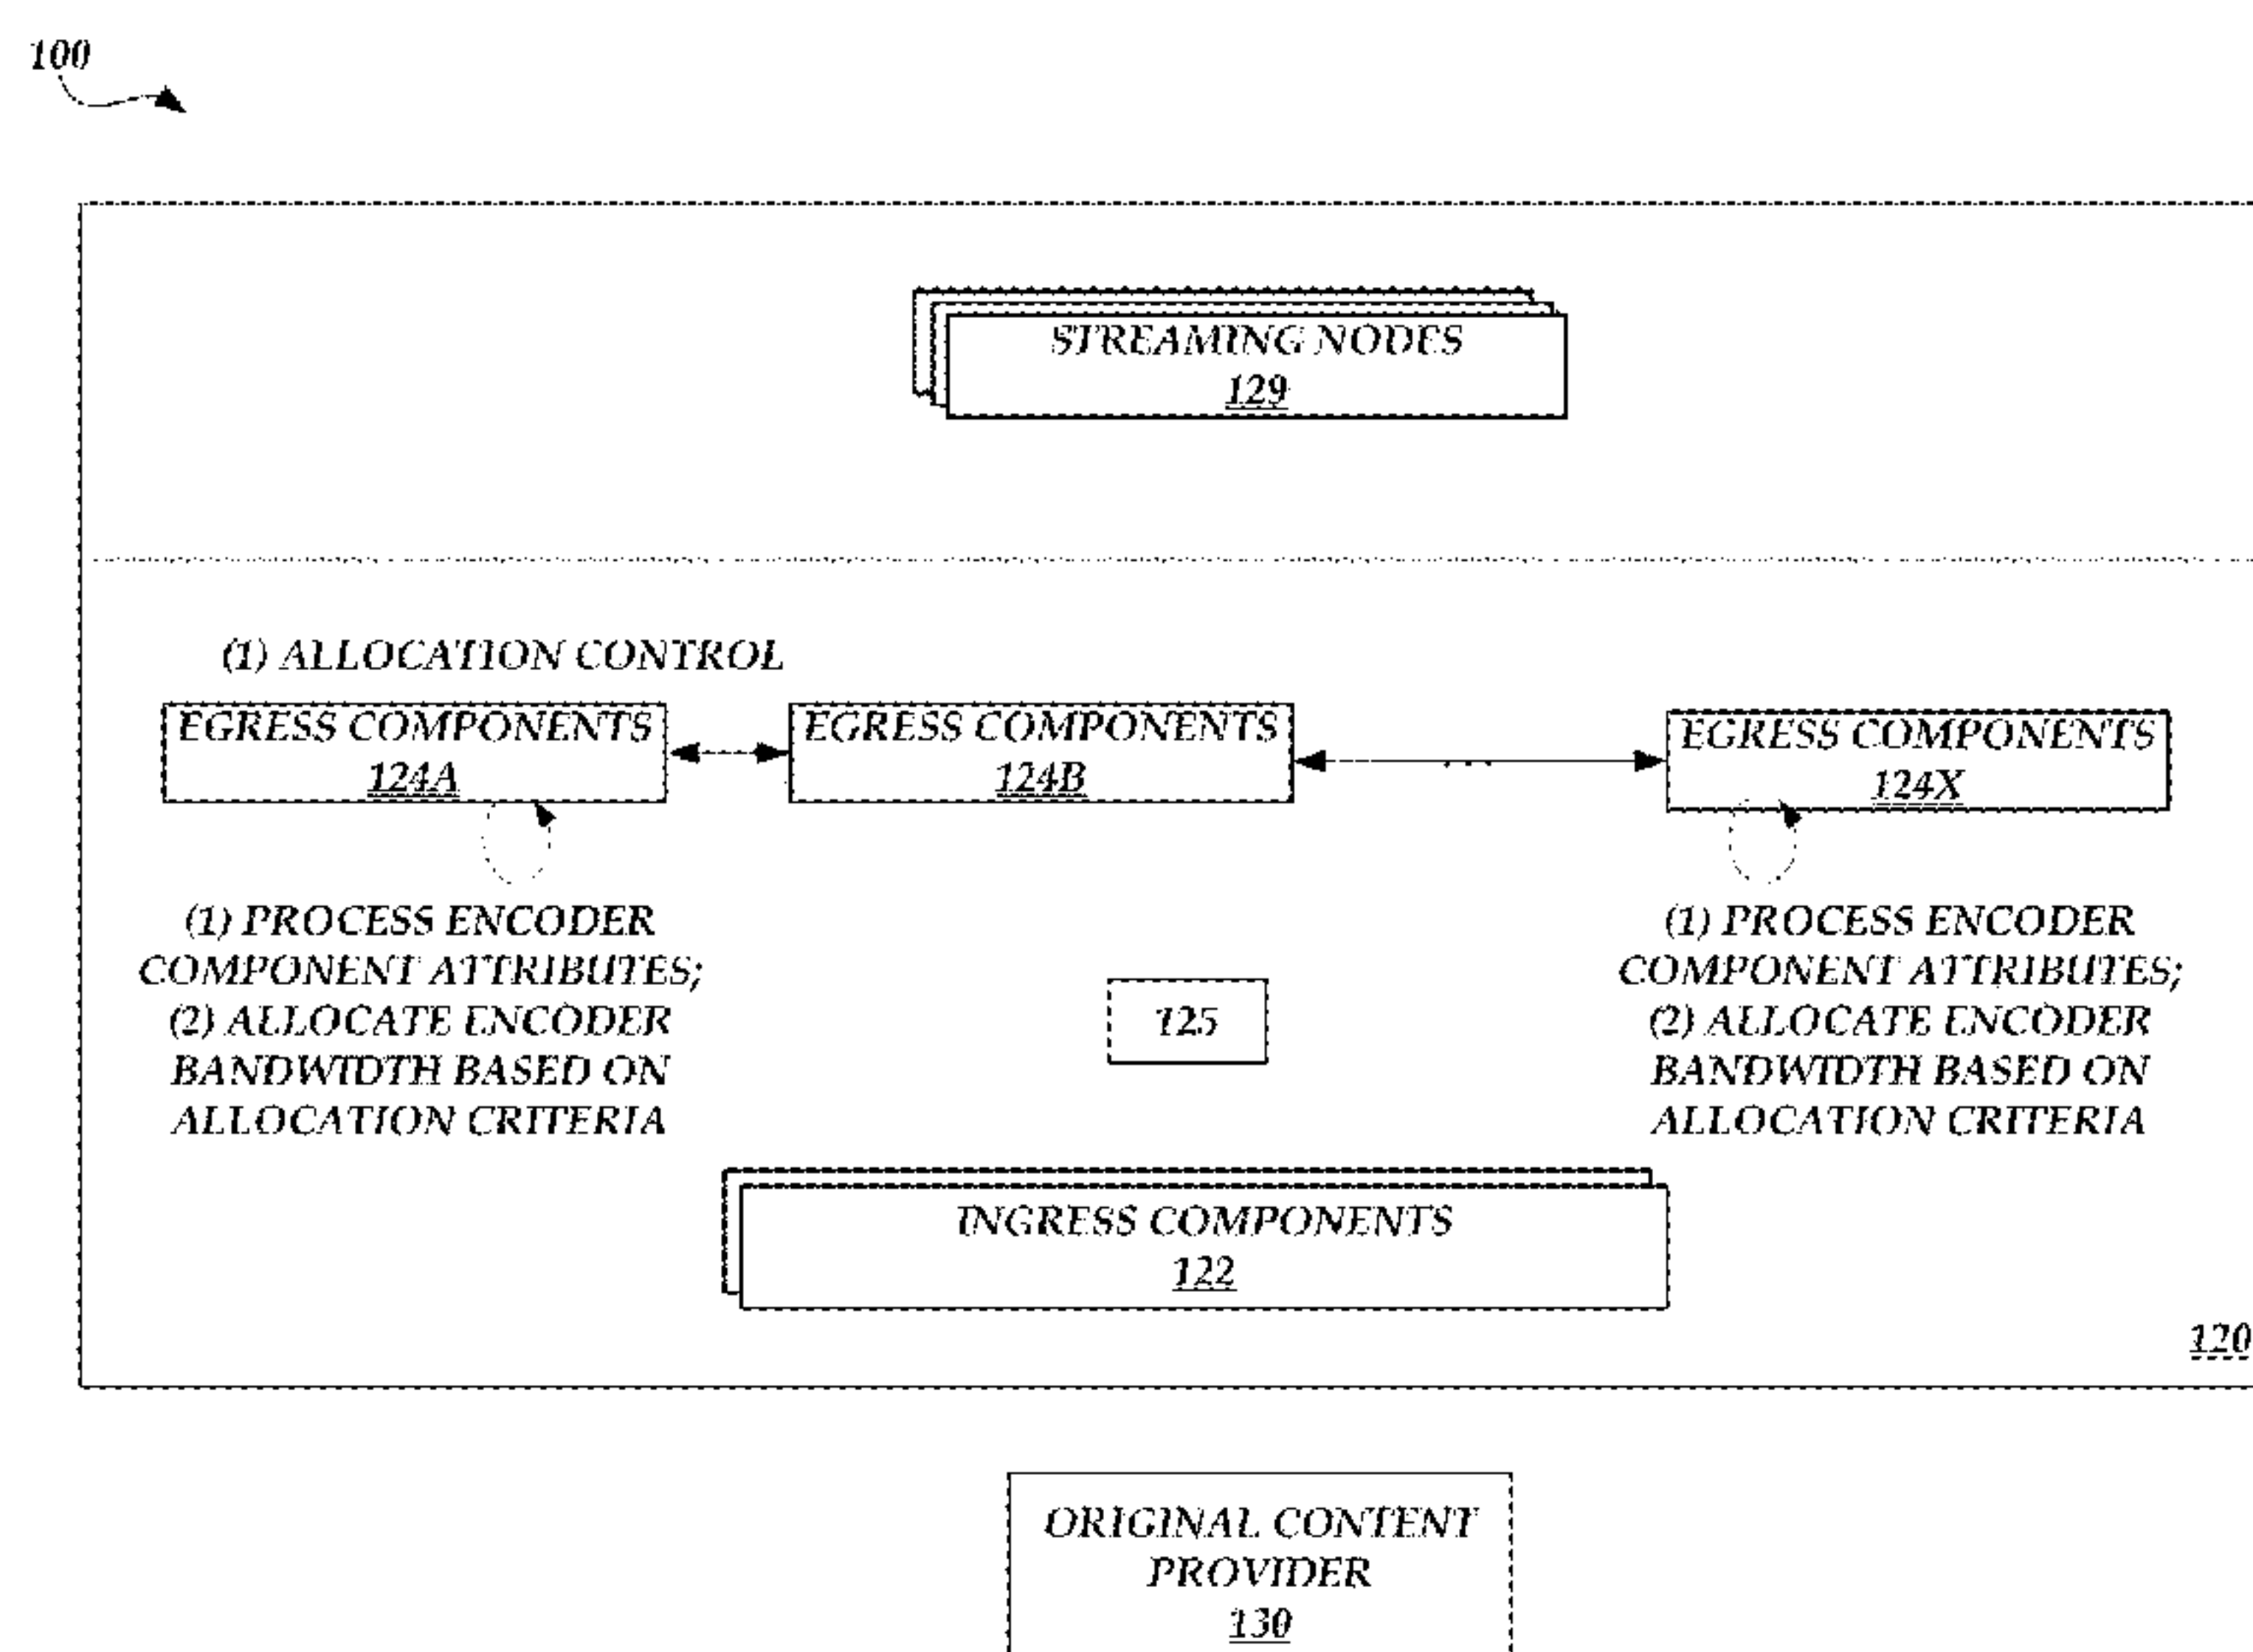 100
STREAMING NODES
129
(1) ALLOCATION CONTROL
EGRESS COMPONENTS
124A
EGRESS COMPONENTS
124B
. . .
EGRESS COMPONENTS
124X
(1) PROCESS ENCODER
COMPONENT ATTRIBUTES;
(2) ALLOCATE ENCODER
BANDWIDTH BASED ON
ALLOCATION CRITERIA
125
(1) PROCESS ENCODER
COMPONENT ATTRIBUTES;
(2) ALLOCATE ENCODER
BANDWIDTH BASED ON
ALLOCATION CRITERIA
INGRESS COMPONENTS
122
120
ORIGINAL CONTENT
PROVIDER
130